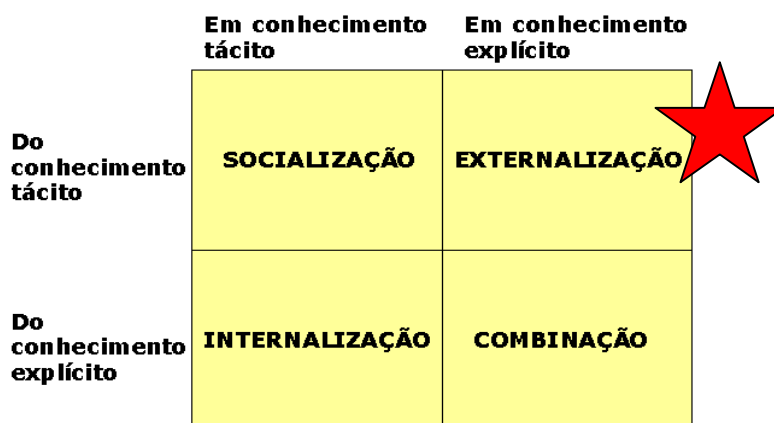 Em conhecimento
tácito
Em conhecimento
explícito
Do
conhecimento
tácito
SOCIALIZAÇÃO
EXTERNALIZAÇÃO
Do
conhecimento
explícito
INTERNALIZAÇÃO
COMBINAÇÃO